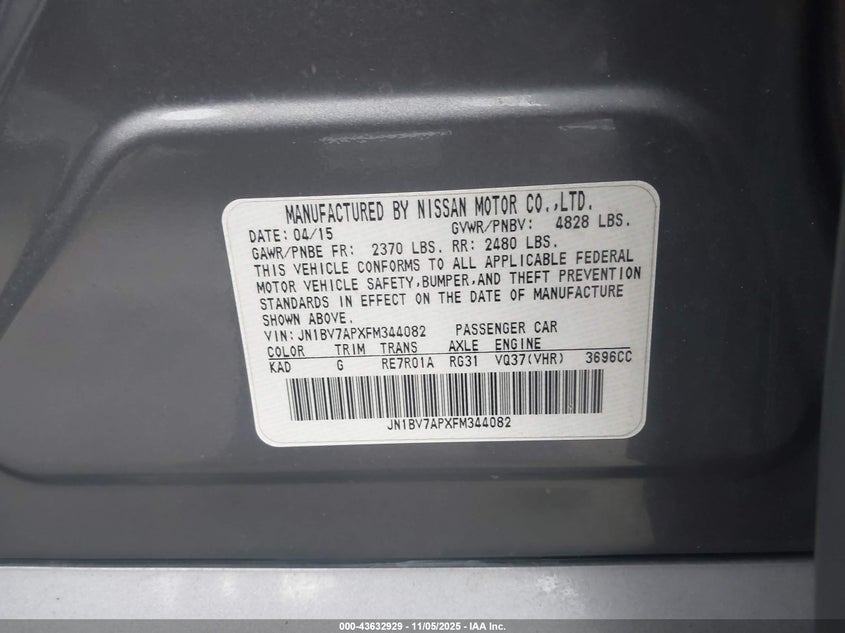 MANUFACTURED BY NISSAN MOTOR CO.,LTD.
DATE: 04/15 GVWR/PNBV: 4828 LBS.
GAWR/PNBE FR: 2370 LBS. RR: 2480 LBS.
THIS VEHICLE CONFORMS TO ALL APPLICABLE FEDERAL
MOTOR VEHICLE SAFETY,BUMPER,AND THEFT PREVENTION
STANDARDS IN EFFECT ON THE DATE OF MANUFACTURE
SHOWN ABOVE.
VIN: JN1BV7APXFM344082 PASSENGER CAR
COLOR TRIM TRANS AXLE ENGINE
KAD G RE7R01A RG31 VQ37(VHR) 3696CC
JN1BV7APXFM344082
000-43632929 - 11/05/2025 - IAA Inc.